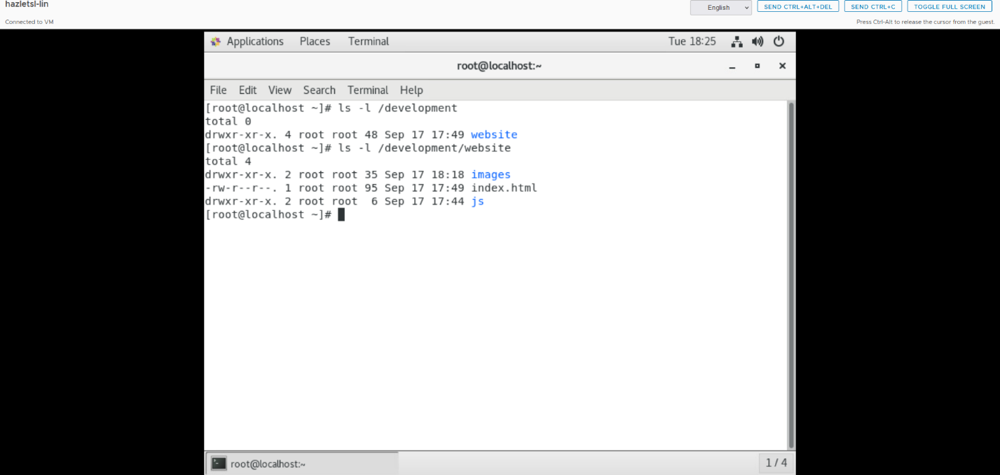 hazletsl-lin
English
SEND CTRL+ALT+DEL
SEND CTRL+C
TOGGLE FULL SCREEN
Connected to VM
Press Ctrl-Alt to release the cursor from the guest.
Applications Places Terminal Tue 18:25
root@localhost:~
File Edit View Search Terminal Help
[root@localhost ~]# ls -l /development
total 0
drwxr-xr-x. 4 root root 48 Sep 17 17:49 website
[root@localhost ~]# ls -l /development/website
total 4
drwxr-xr-x. 2 root root 35 Sep 17 18:18 images
-rw-r--r--. 1 root root 95 Sep 17 17:49 index.html
drwxr-xr-x. 2 root root  6 Sep 17 17:44 js
[root@localhost ~]#
root@localhost:~
1 / 4